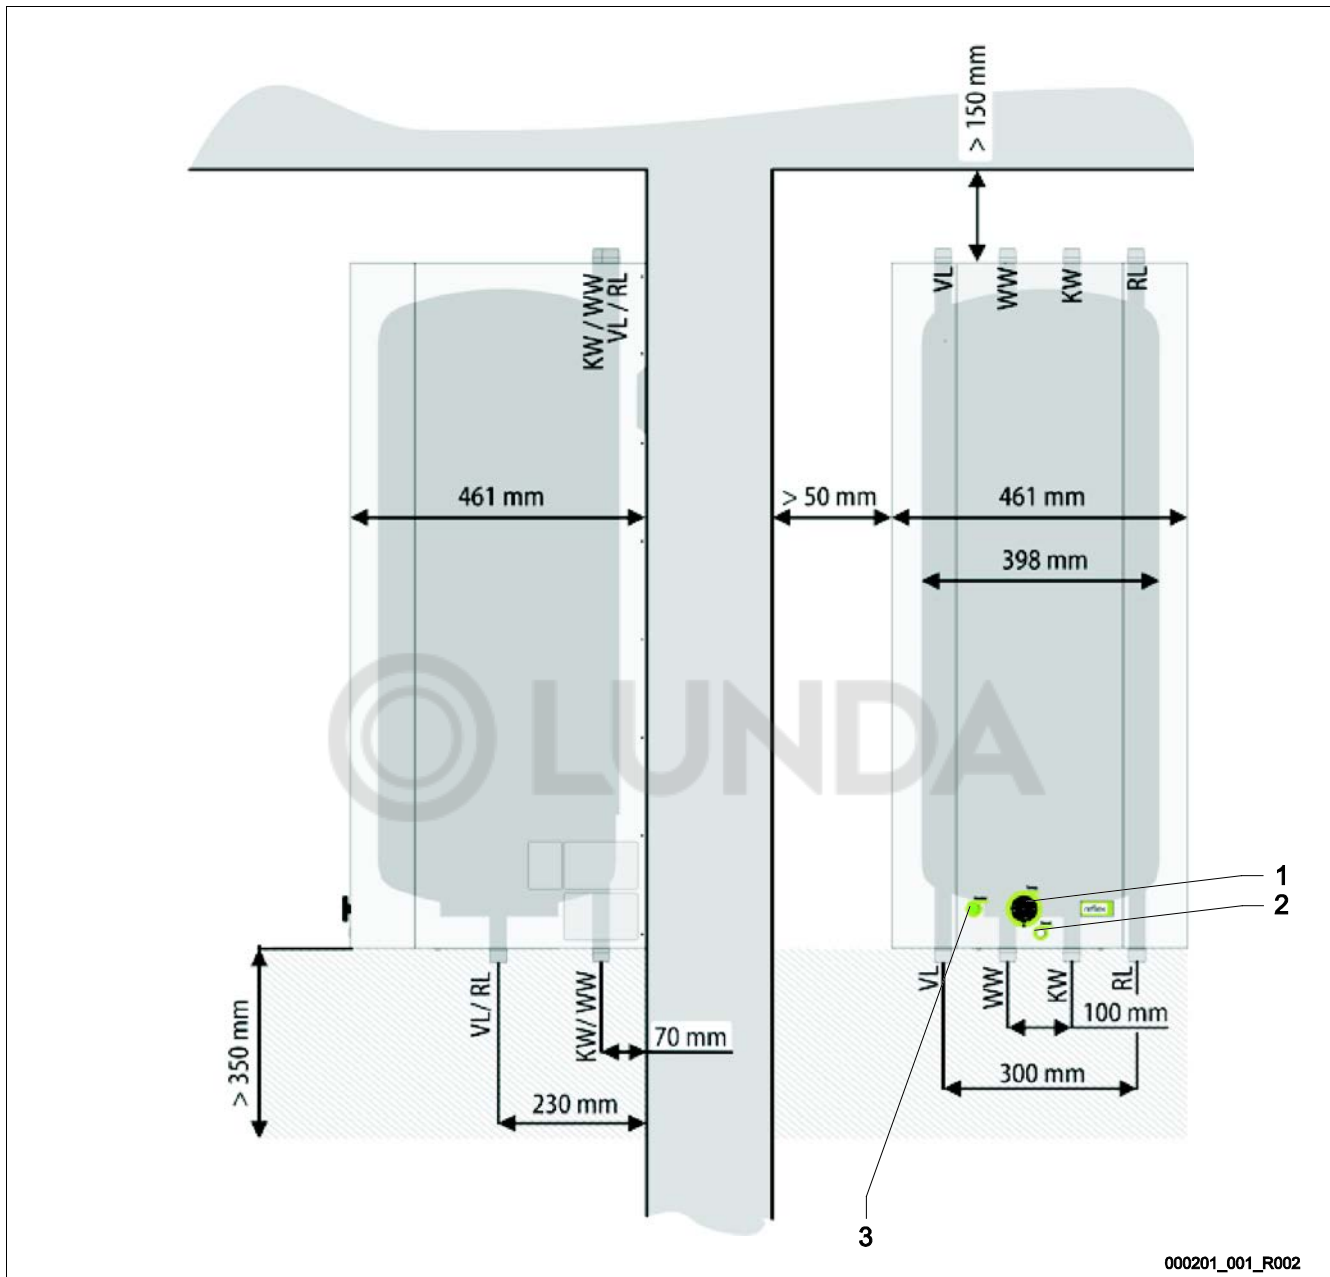 > 150 mm
VL
WW
KW
RL
KW / WW
VL / RL
461 mm
> 50 mm
461 mm
398 mm
LUNDA
1
2
reflex
VL/ RL
KW/ WW
VL
WW
KW
RL
100 mm
70 mm
> 350 mm
300 mm
230 mm
3
000201_001_R002